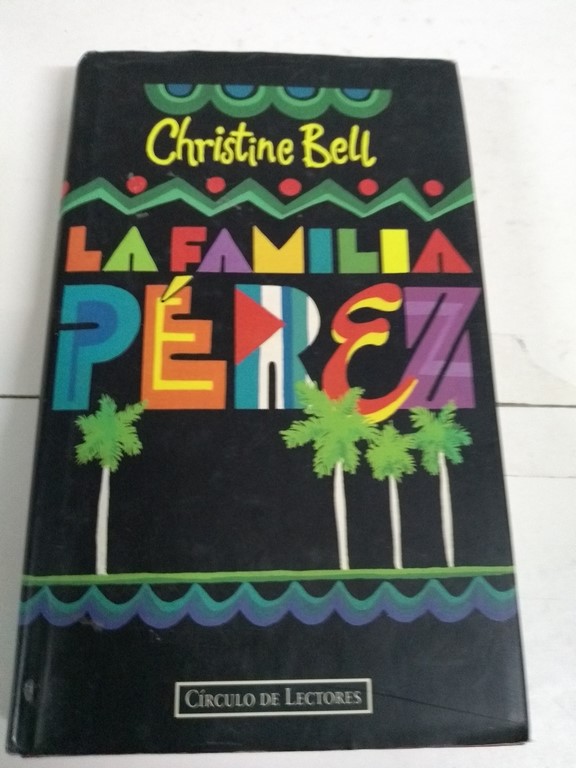 Christine Bell
LA FAMILIA
PÉREZ
CÍRCULO DE LECTORES